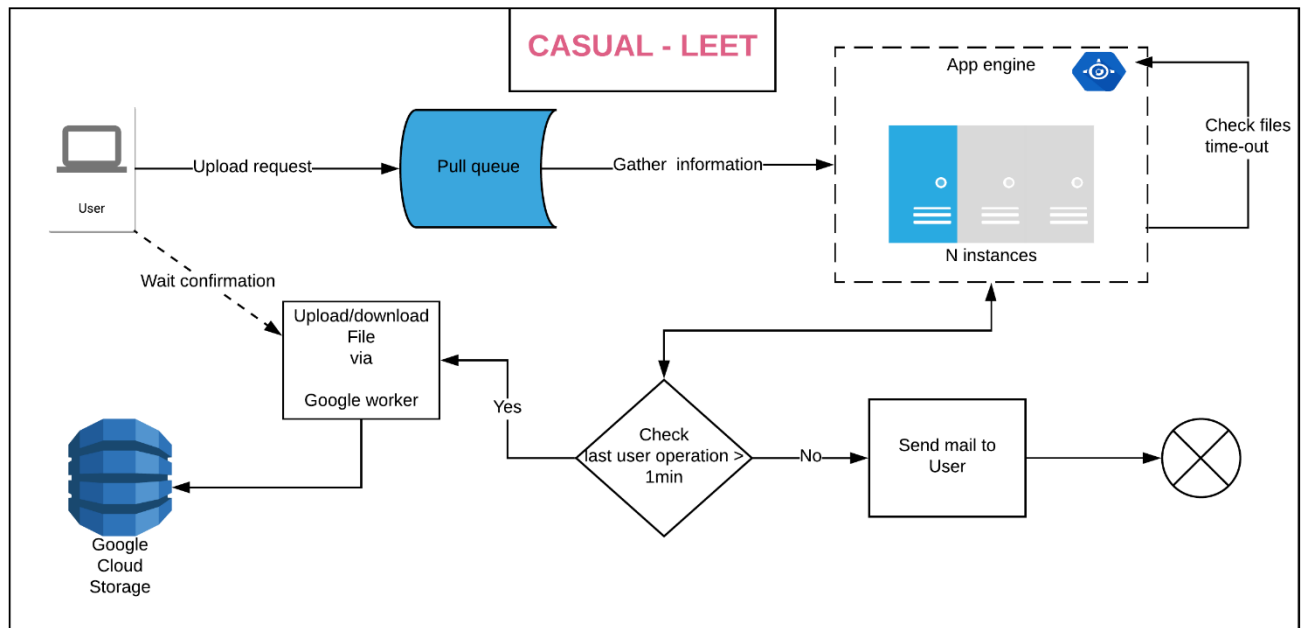 CASUAL - LEET
App engine
Check files
time-out
Upload request
Pull queue
Gather information
User
N instances
Wait confirmation
Upload/download
File
via
Google worker
Yes
Check
last user operation >
1min
No
Send mail to
User
Google
Cloud
Storage